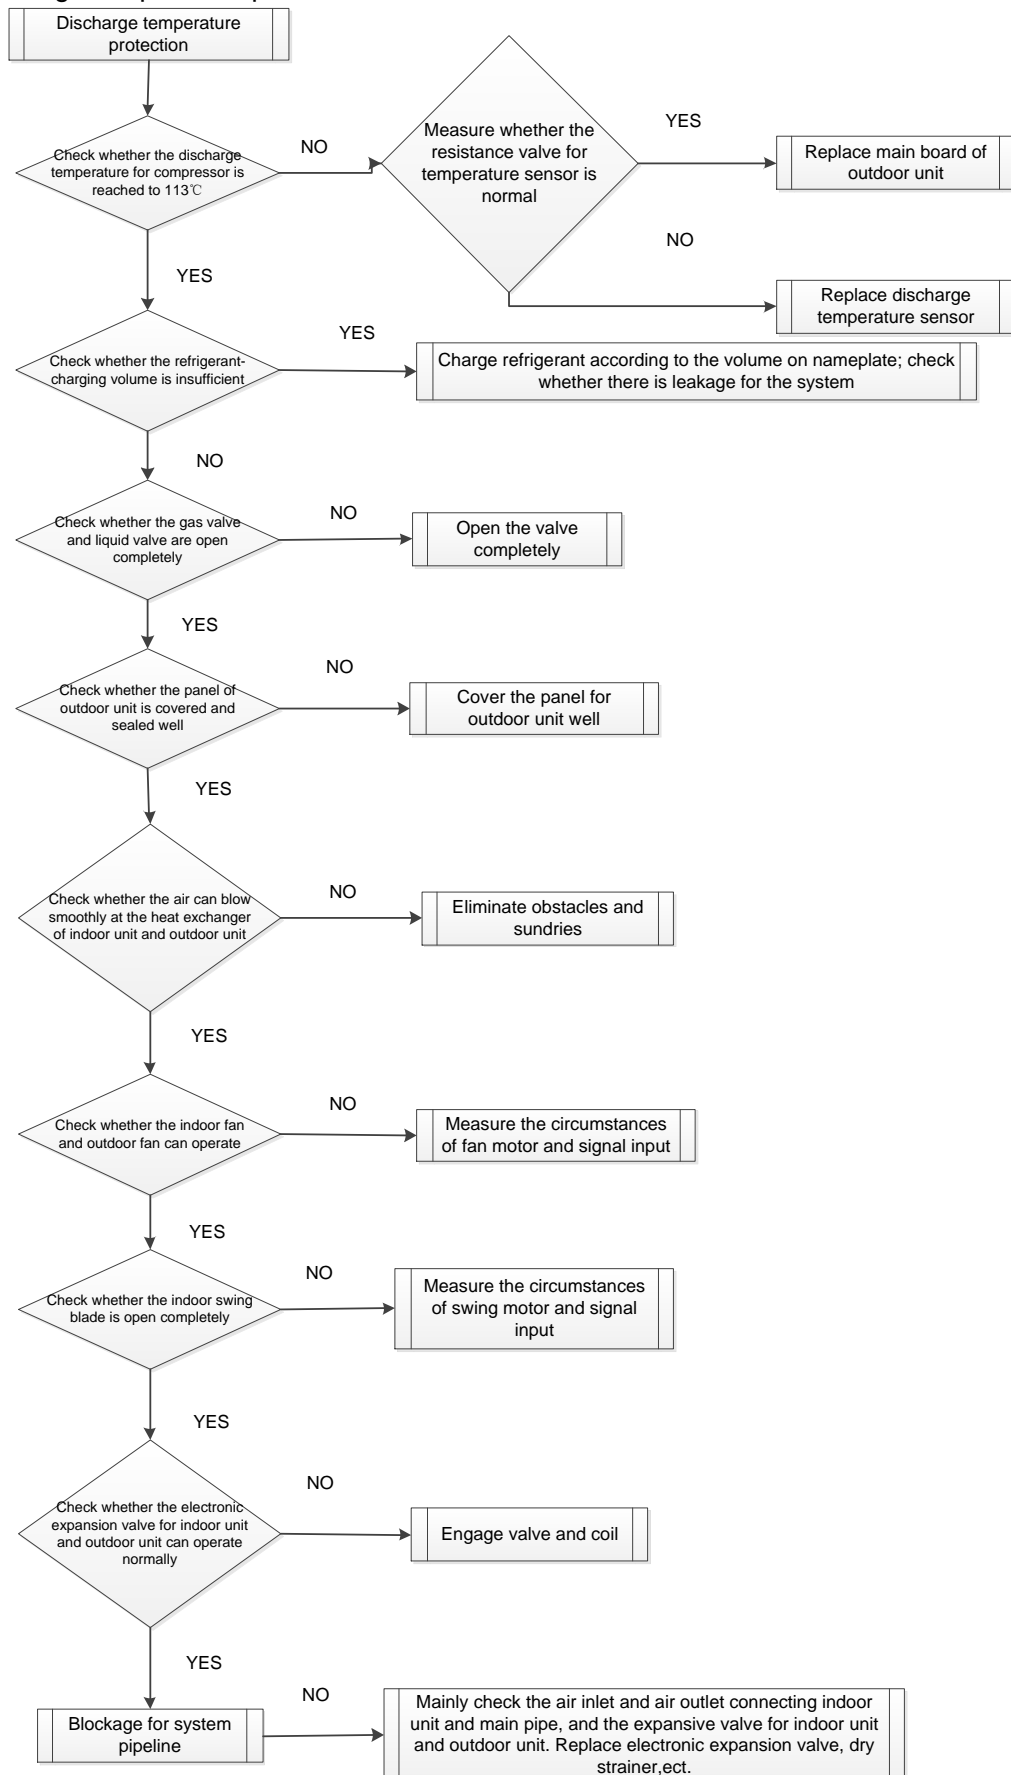 Discharge temperature
protection
Check whether the discharge
temperature for compressor is
reached to 113℃
NO
Measure whether the
resistance valve for
temperature sensor is
normal
YES
Replace main board of
outdoor unit
NO
Replace discharge
temperature sensor
YES
Check whether the refrigerant-
charging volume is insufficient
YES
Charge refrigerant according to the volume on nameplate; check
whether there is leakage for the system
NO
Check whether the gas valve
and liquid valve are open
completely
NO
Open the valve
completely
YES
Check whether the panel of
outdoor unit is covered and
sealed well
NO
Cover the panel for
outdoor unit well
YES
Check whether the air can blow
smoothly at the heat exchanger
of indoor unit and outdoor unit
NO
Eliminate obstacles and
sundries
YES
Check whether the indoor fan
and outdoor fan can operate
NO
Measure the circumstances
of fan motor and signal input
YES
Check whether the indoor swing
blade is open completely
NO
Measure the circumstances
of swing motor and signal
input
YES
Check whether the electronic
expansion valve for indoor unit
and outdoor unit can operate
normally
NO
Engage valve and coil
YES
Blockage for system
pipeline
NO
Mainly check the air inlet and air outlet connecting indoor
unit and main pipe, and the expansive valve for indoor unit
and outdoor unit. Replace electronic expansion valve, dry
strainer,ect.